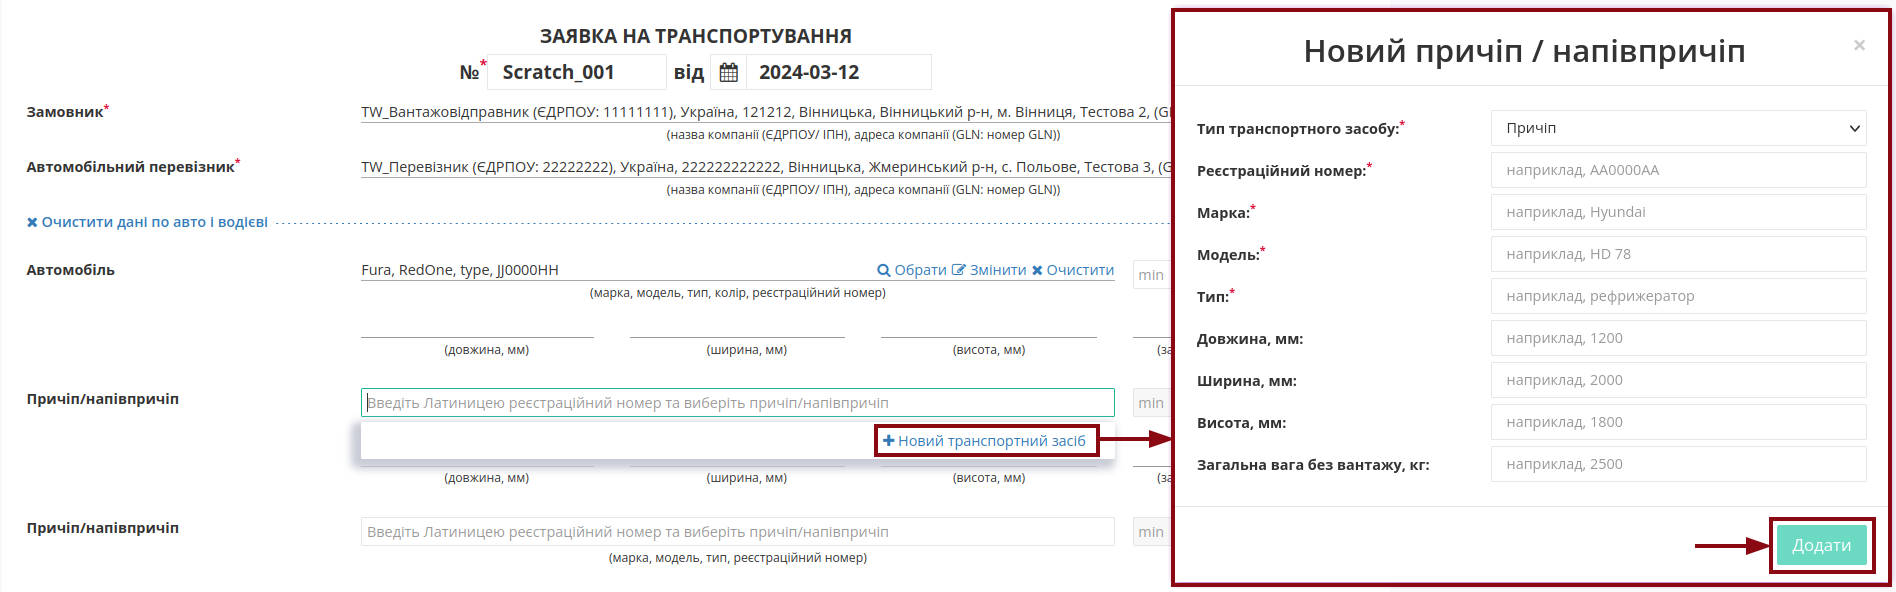 ЗАЯВКА НА ТРАНСПОРТУВАННЯ
№* Scratch_001 від 2024-03-12
Замовник* TW_Вантажовідправник (ЄДРПОУ: 11111111), Україна, 121212, Вінницька, Вінницький р-н, м. Вінниця, Тестова 2, (Gl
(назва компанії (ЄДРПОУ/ ІПН), адреса компанії (GLN: номер GLN))
Автомобільний перевізник* TW_Перевізник (ЄДРПОУ: 22222222), Україна, 222222222222, Вінницька, Жмеринський р-н, с. Польове, Тестова 3, (G
(назва компанії (ЄДРПОУ/ ІПН), адреса компанії (GLN: номер GLN))
Очистити дані по авто і водієві
Автомобіль Fura, RedOne, type, JJ0000HH Обрати Змінити Очистити min
(марка, модель, тип, колір, реєстраційний номер)
(довжина, мм) (ширина, мм) (висота, мм) (за
Причіп/напівпричіп Введіть Латиницею реєстраційний номер та виберіть причіп/напівпричіп min
Новий транспортний засіб
(довжина, мм) (ширина, мм) (висота, мм) (за
Причіп/напівпричіп Введіть Латиницею реєстраційний номер та виберіть причіп/напівпричіп min
(марка, модель, тип, реєстраційний номер)
Новий причіп / напівпричіп ×
Тип транспортного засобу:* Причіп
Реєстраційний номер:* наприклад, AA0000AA
Марка:* наприклад, Hyundai
Модель:* наприклад, HD 78
Тип:* наприклад, рефрижератор
Довжина, мм: наприклад, 1200
Ширина, мм: наприклад, 2000
Висота, мм: наприклад, 1800
Загальна вага без вантажу, кг: наприклад, 2500
Додати